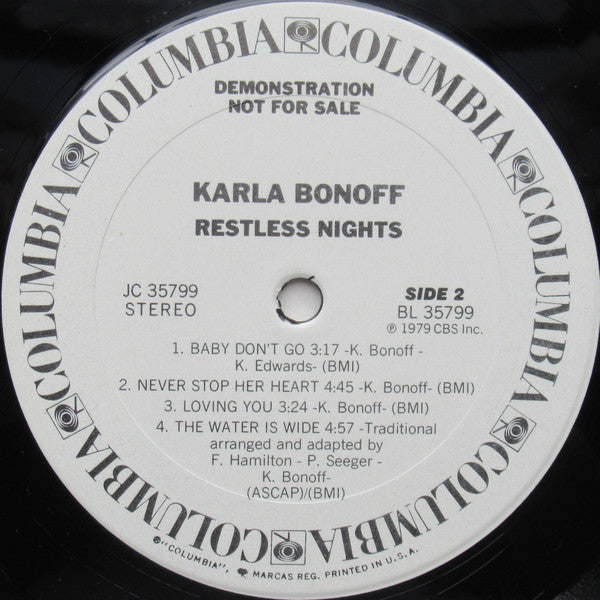 COLUMBIA COLUMBIA COLUMBIA COLUMBIA COLUMBIA COLUMBIA COLUMBIA COLUMBIA
DEMONSTRATION
NOT FOR SALE
KARLA BONOFF
RESTLESS NIGHTS
JC 35799
STEREO
SIDE 2
BL 35799
℗ 1979 CBS Inc.
1. BABY DON'T GO 3:17 -K. Bonoff -
K. Edwards- (BMI)
2. NEVER STOP HER HEART 4:45 -K. Bonoff- (BMI)
3. LOVING YOU 3:24 -K. Bonoff- (BMI)
4. THE WATER IS WIDE 4:57 -Traditional
arranged and adapted by
F. Hamilton - P. Seeger -
K. Bonoff-
(ASCAP)/(BMI)
® "COLUMBIA", MARCAS REG. PRINTED IN U.S.A.